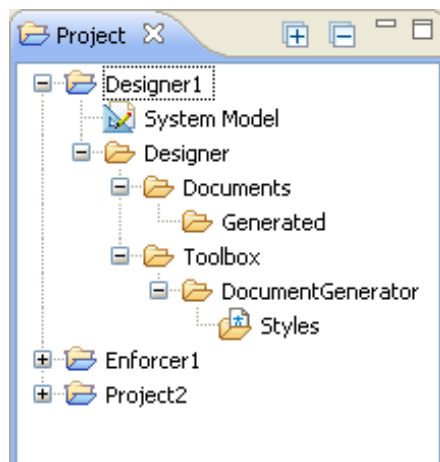 Project
Designer1
System Model
Designer
Documents
Generated
Toolbox
DocumentGenerator
Styles
Enforcer1
Project2